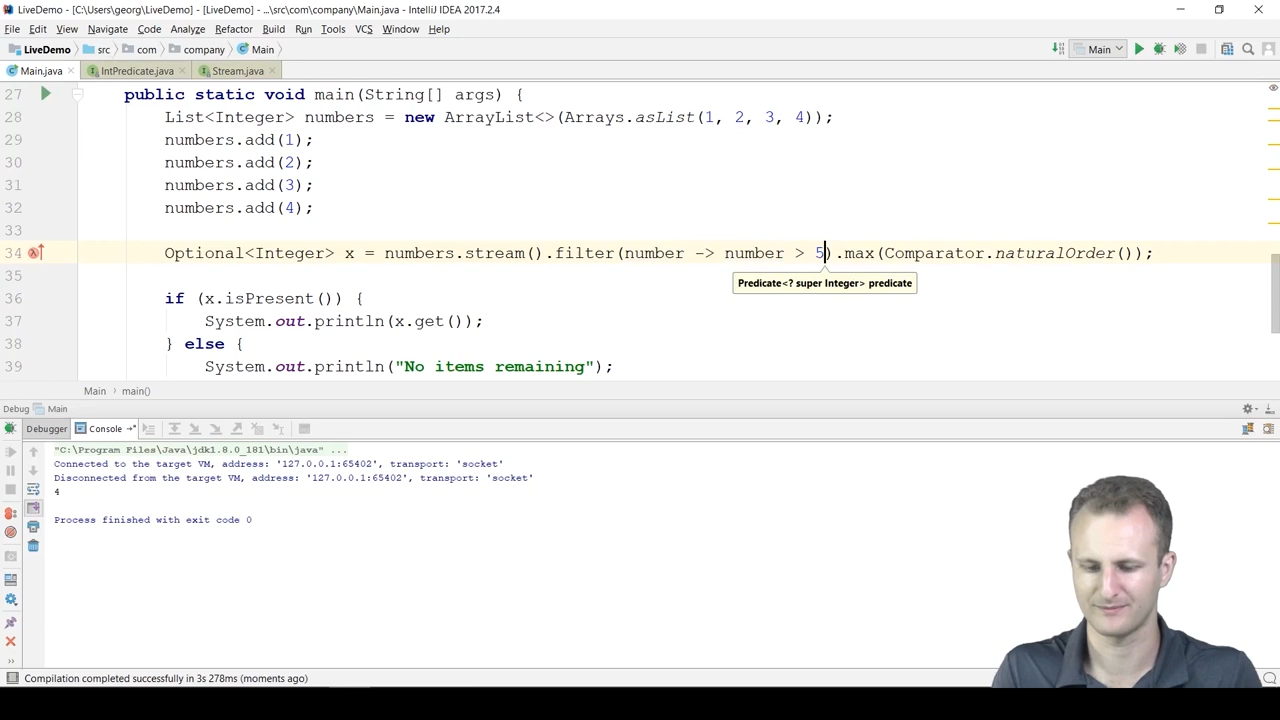 LiveDemo - [C:\Users\georg\LiveDemo] - [LiveDemo] - ...\src\com\company\Main.java - IntelliJ IDEA 2017.2.4
File Edit View Navigate Code Analyze Refactor Build Run Tools VCS Window Help
LiveDemo src com company Main Main
Main.java IntPredicate.java Stream.java
27 public static void main(String[] args) {
28 List<Integer> numbers = new ArrayList<>(Arrays.asList(1, 2, 3, 4));
29 numbers.add(1);
30 numbers.add(2);
31 numbers.add(3);
32 numbers.add(4);
33
34 Optional<Integer> x = numbers.stream().filter(number -> number > 5).max(Comparator.naturalOrder());
Predicate<? super Integer> predicate
35
36 if (x.isPresent()) {
37 System.out.println(x.get());
38 } else {
39 System.out.println("No items remaining");
Main main()
Debug Main
Debugger Console
"C:\Program Files\Java\jdk1.8.0_181\bin\java" ...
Connected to the target VM, address: '127.0.0.1:65402', transport: 'socket'
Disconnected from the target VM, address: '127.0.0.1:65402', transport: 'socket'
4
Process finished with exit code 0
Compilation completed successfully in 3s 278ms (moments ago)